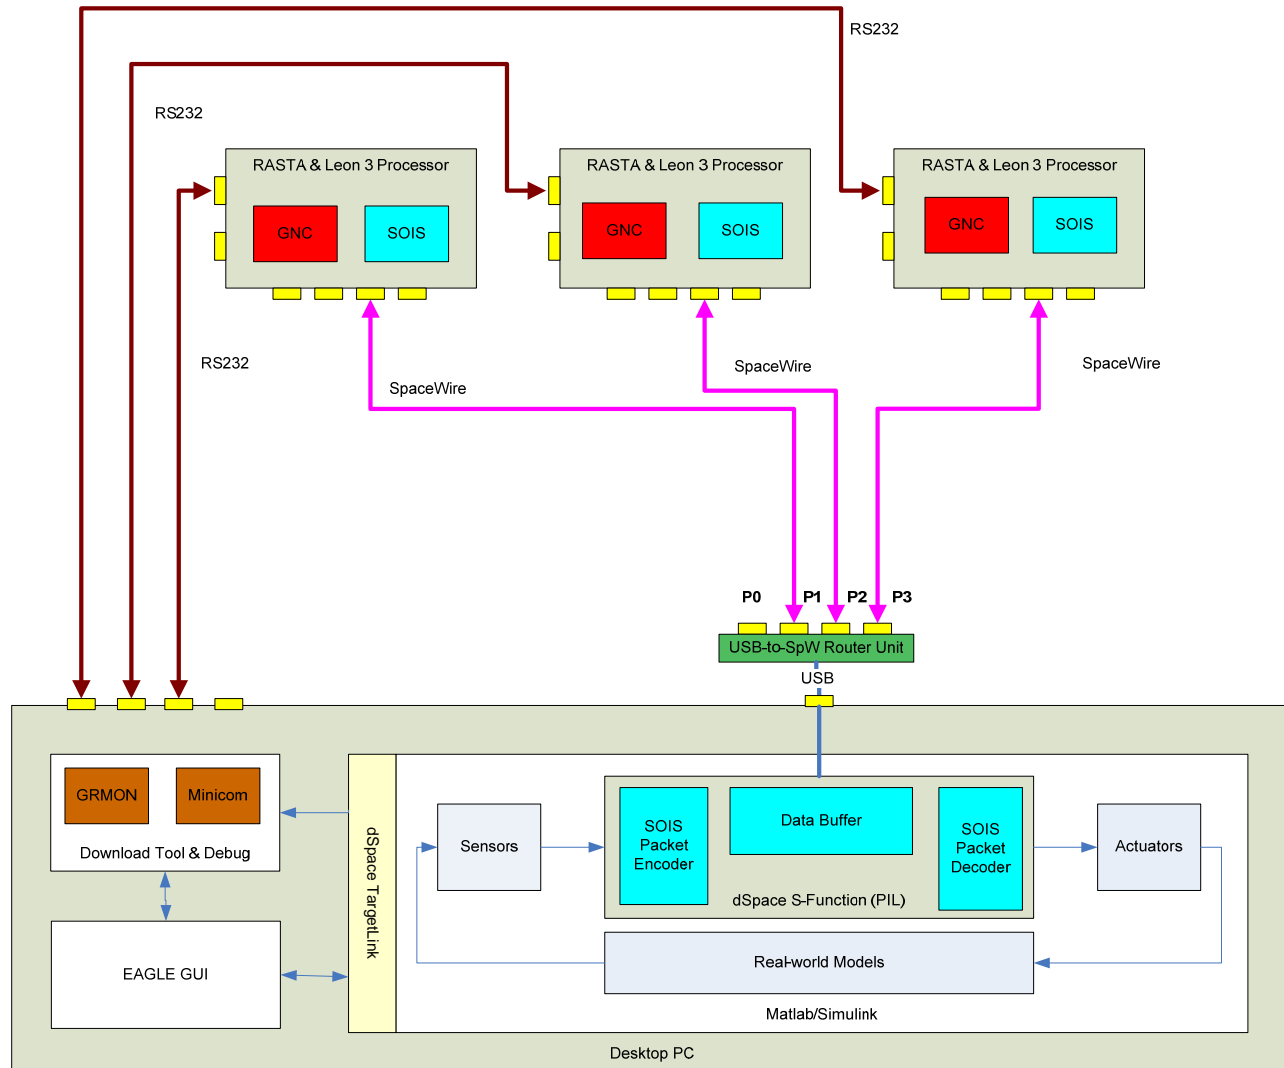 RS232
RS232
RASTA & Leon 3 Processor
GNC
SOIS
RASTA & Leon 3 Processor
GNC
SOIS
RASTA & Leon 3 Processor
GNC
SOIS
RS232
SpaceWire
SpaceWire
SpaceWire
P0
P1
P2
P3
USB-to-SpW Router Unit
USB
GRMON
Minicom
Download Tool & Debug
EAGLE GUI
dSpace TargetLink
Sensors
SOIS
Packet
Encoder
Data Buffer
SOIS
Packet
Decoder
dSpace S-Function (PIL)
Actuators
Real-world Models
Matlab/Simulink
Desktop PC